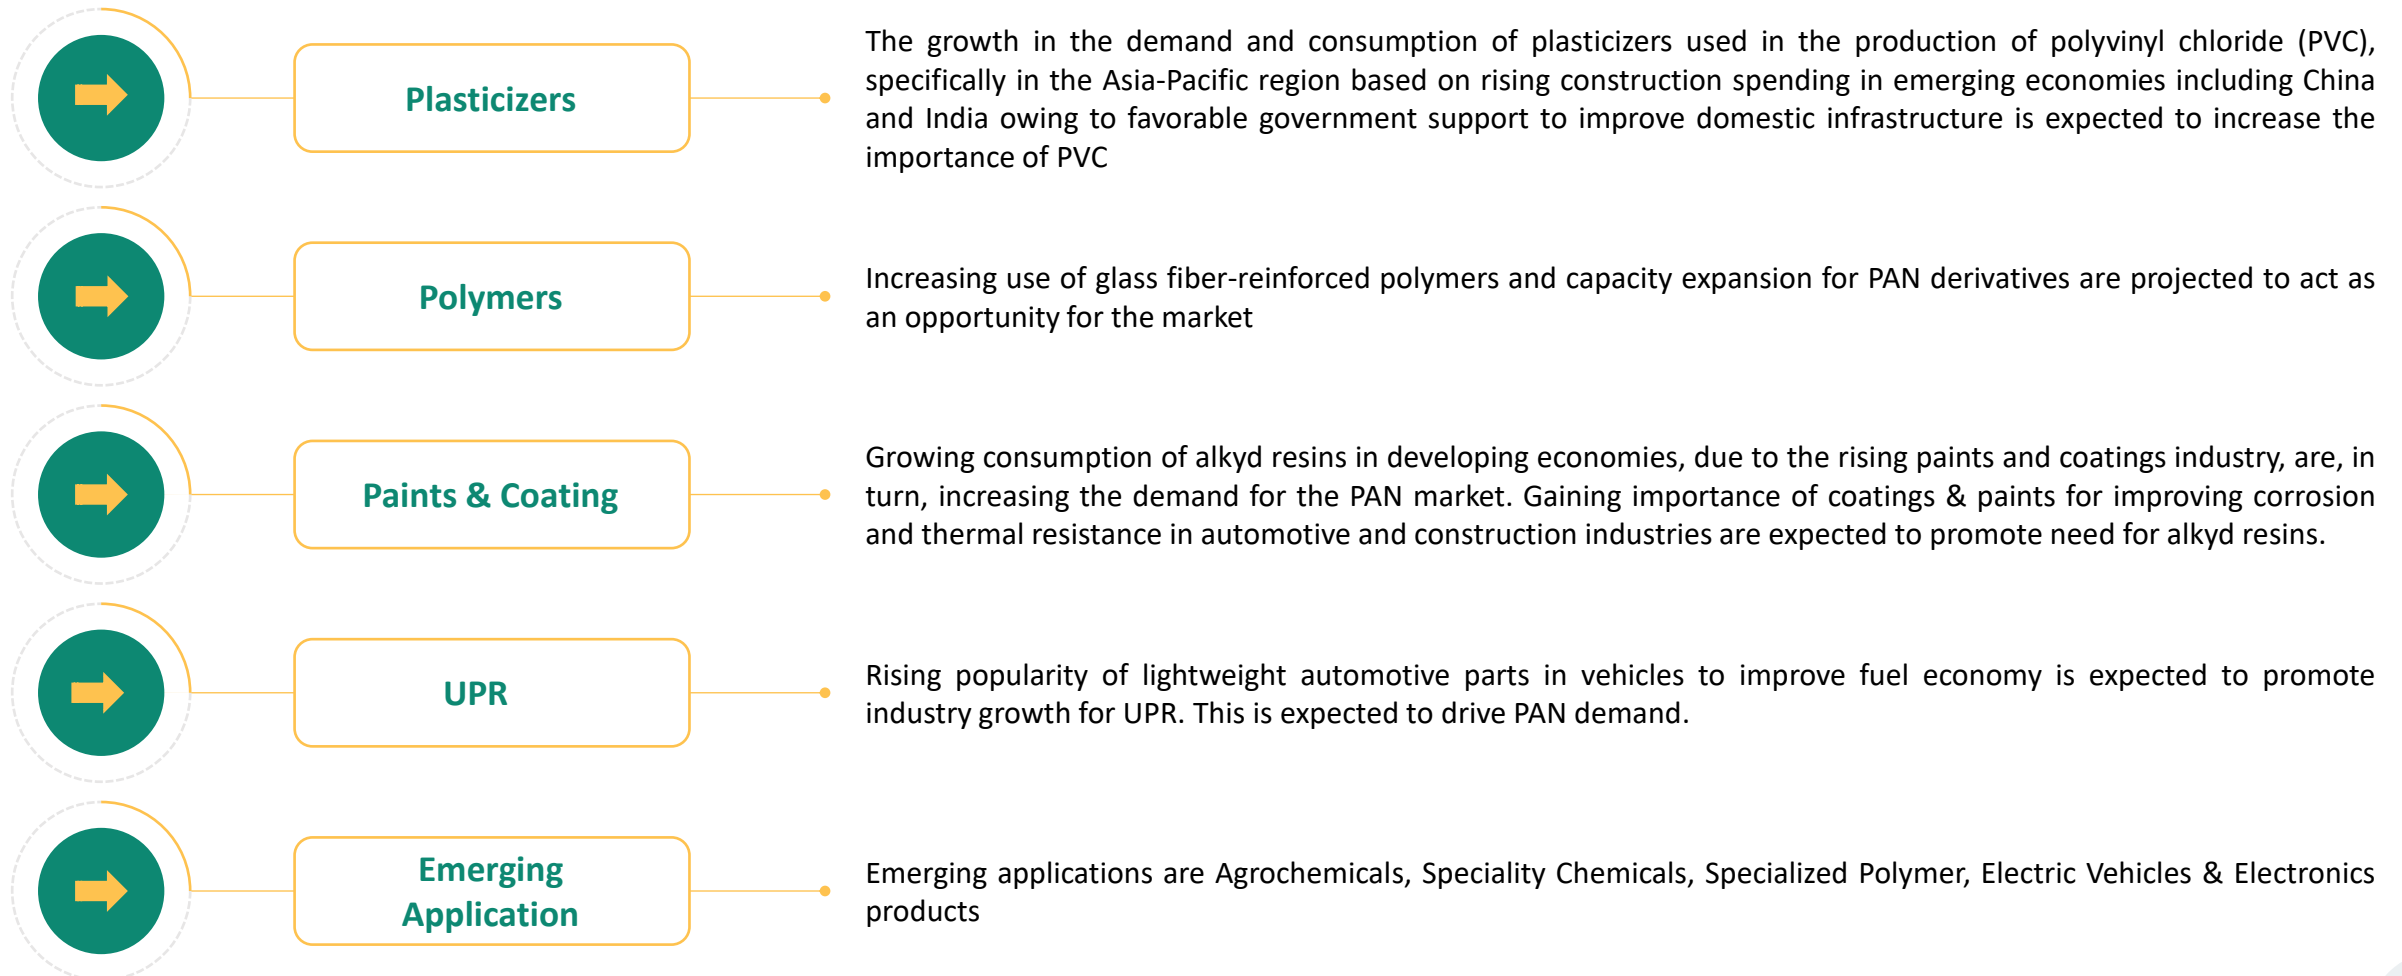 Plasticizers
The growth in the demand and consumption of plasticizers used in the production of polyvinyl chloride (PVC),
specifically in the Asia-Pacific region based on rising construction spending in emerging economies including China
and India owing to favorable government support to improve domestic infrastructure is expected to increase the
importance of PVC
Polymers
Increasing use of glass fiber-reinforced polymers and capacity expansion for PAN derivatives are projected to act as
an opportunity for the market
Paints & Coating
Growing consumption of alkyd resins in developing economies, due to the rising paints and coatings industry, are, in
turn, increasing the demand for the PAN market. Gaining importance of coatings & paints for improving corrosion
and thermal resistance in automotive and construction industries are expected to promote need for alkyd resins.
UPR
Rising popularity of lightweight automotive parts in vehicles to improve fuel economy is expected to promote
industry growth for UPR. This is expected to drive PAN demand.
Emerging
Application
Emerging applications are Agrochemicals, Speciality Chemicals, Specialized Polymer, Electric Vehicles & Electronics
products